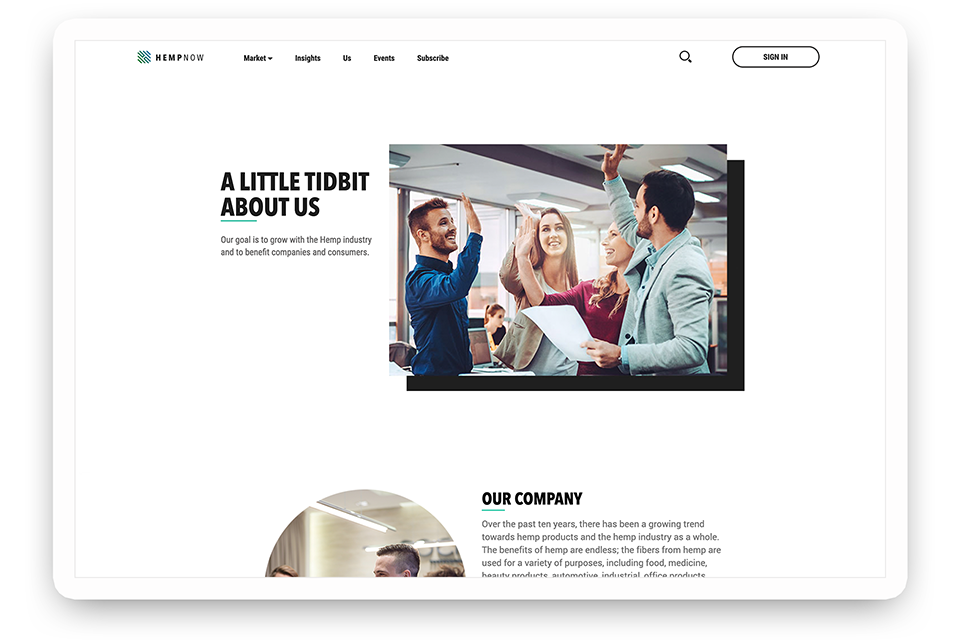 HEMPNOW
Market
Insights
Us
Events
Subscribe
SIGN IN
A LITTLE TIDBIT
ABOUT US
Our goal is to grow with the Hemp industry
and to benefit companies and consumers.
OUR COMPANY
Over the past ten years, there has been a growing trend
towards hemp products and the hemp industry as a whole.
The benefits of hemp are endless; the fibers from hemp are
used for a variety of purposes, including food, medicine,
beauty products, automotive, industrial, office products,